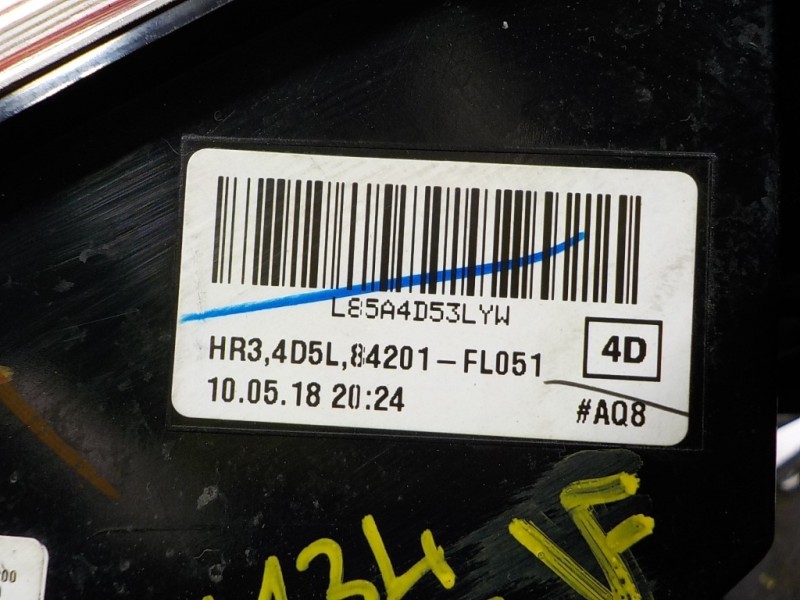 L85A4D53LYW
HR3,4D5L,84201-FL051
4D
10.05.18 20:24
#AQ8